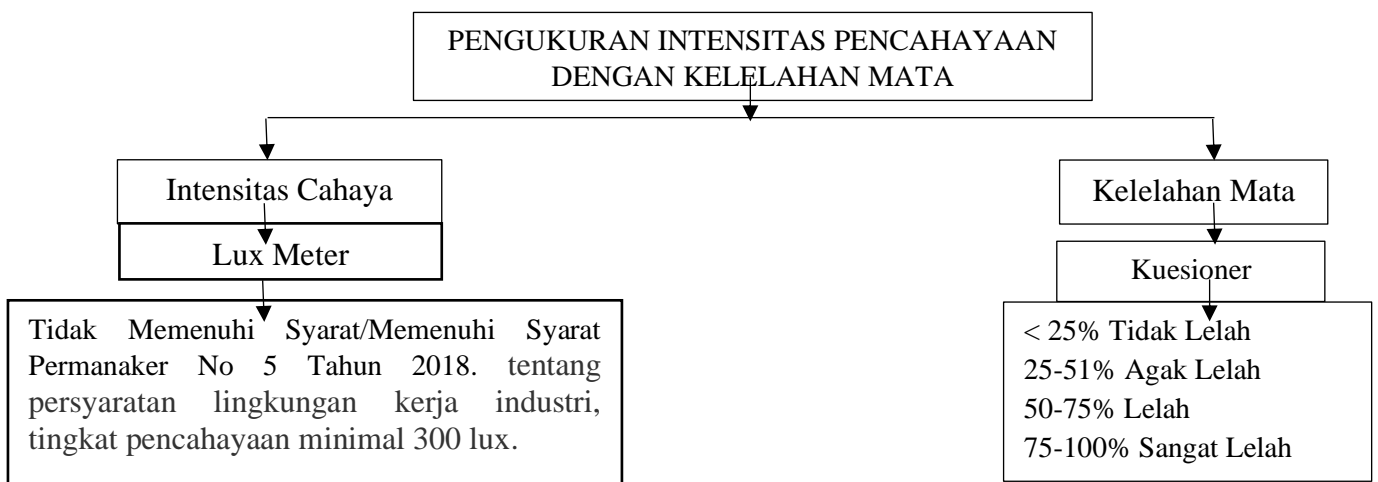 PENGUKURAN INTENSITAS PENCAHAYAAN
DENGAN KELELAHAN MATA
Intensitas Cahaya
Lux Meter
Tidak Memenuhi Syarat/Memenuhi Syarat
Permanaker No 5 Tahun 2018. tentang
persyaratan lingkungan kerja industri,
tingkat pencahayaan minimal 300 lux.
Kelelahan Mata
Kuesioner
< 25% Tidak Lelah
25-51% Agak Lelah
50-75% Lelah
75-100% Sangat Lelah